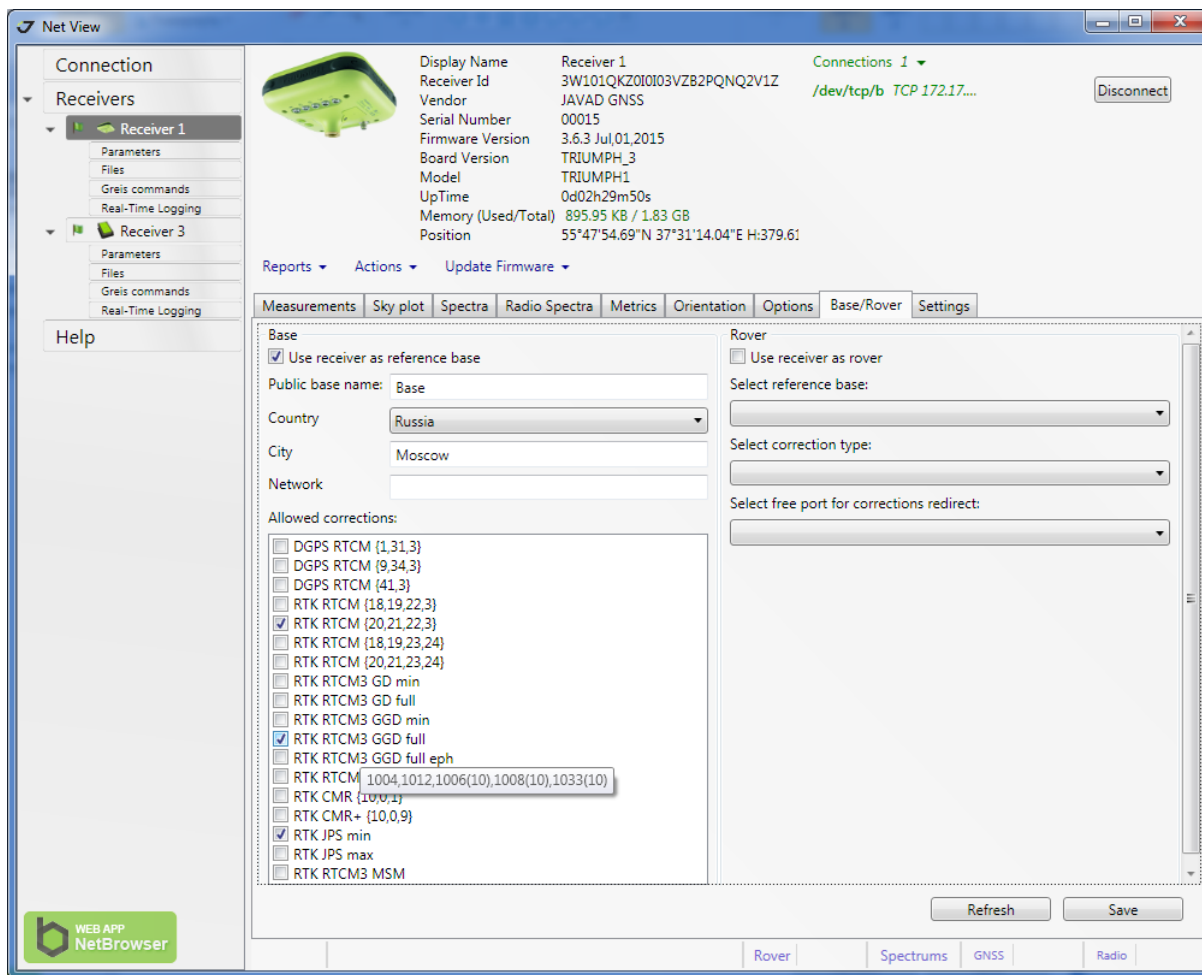 Net View
Connection
Receivers
Receiver 1
Parameters
Files
Greis commands
Real-Time Logging
Receiver 3
Parameters
Files
Greis commands
Real-Time Logging
Help
WEB APP
NetBrowser
Display Name Receiver 1
Receiver Id 3W101QKZ0I0I03VZB2PQNQ2V1Z
Vendor JAVAD GNSS
Serial Number 00015
Firmware Version 3.6.3 Jul,01,2015
Board Version TRIUMPH_3
Model TRIUMPH1
UpTime 0d02h29m50s
Memory (Used/Total) 895.95 KB / 1.83 GB
Position 55°47'54.69"N 37°31'14.04"E H:379.61
Connections 1
/dev/tcp/b TCP 172.17....
Disconnect
Reports Actions Update Firmware
Measurements Sky plot Spectra Radio Spectra Metrics Orientation Options Base/Rover Settings
Base
Use receiver as reference base
Public base name: Base
Country Russia
City Moscow
Network
Allowed corrections:
DGPS RTCM {1,31,3}
DGPS RTCM {9,34,3}
DGPS RTCM {41,3}
RTK RTCM {18,19,22,3}
RTK RTCM {20,21,22,3}
RTK RTCM {18,19,23,24}
RTK RTCM {20,21,23,24}
RTK RTCM3 GD min
RTK RTCM3 GD full
RTK RTCM3 GGD min
RTK RTCM3 GGD full
RTK RTCM3 GGD full eph
RTK RTCM
1004,1012,1006(10),1008(10),1033(10)
RTK CMR {10,0,1}
RTK CMR+ {10,0,9}
RTK JPS min
RTK JPS max
RTK RTCM3 MSM
Rover
Use receiver as rover
Select reference base:
Select correction type:
Select free port for corrections redirect:
Refresh Save
Rover Spectrums GNSS Radio